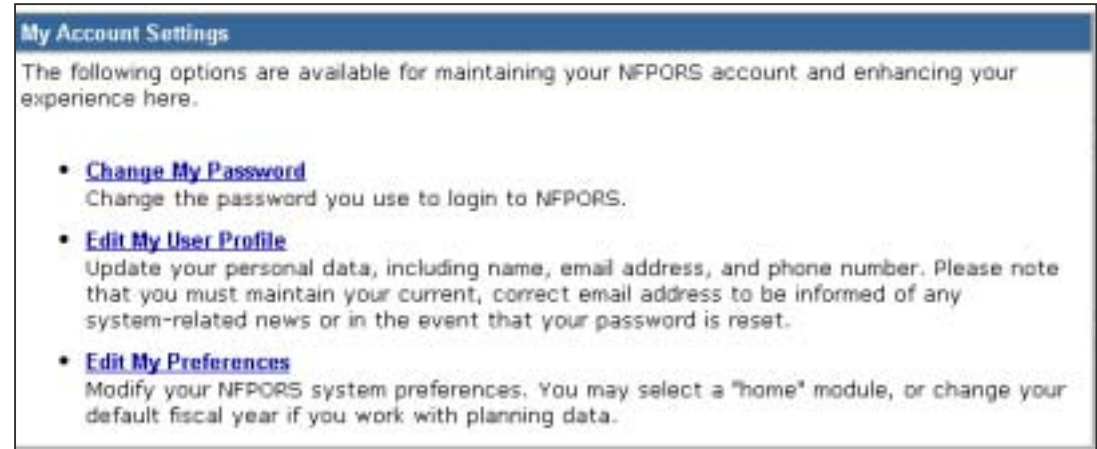 My Account Settings
The following options are available for maintaining your NFPORS account and enhancing your
experience here.
• Change My Password
Change the password you use to login to NFPORS.
• Edit My User Profile
Update your personal data, including name, email address, and phone number. Please note
that you must maintain your current, correct email address to be informed of any
system-related news or in the event that your password is reset.
• Edit My Preferences
Modify your NFPORS system preferences. You may select a "home" module, or change your
default fiscal year if you work with planning data.